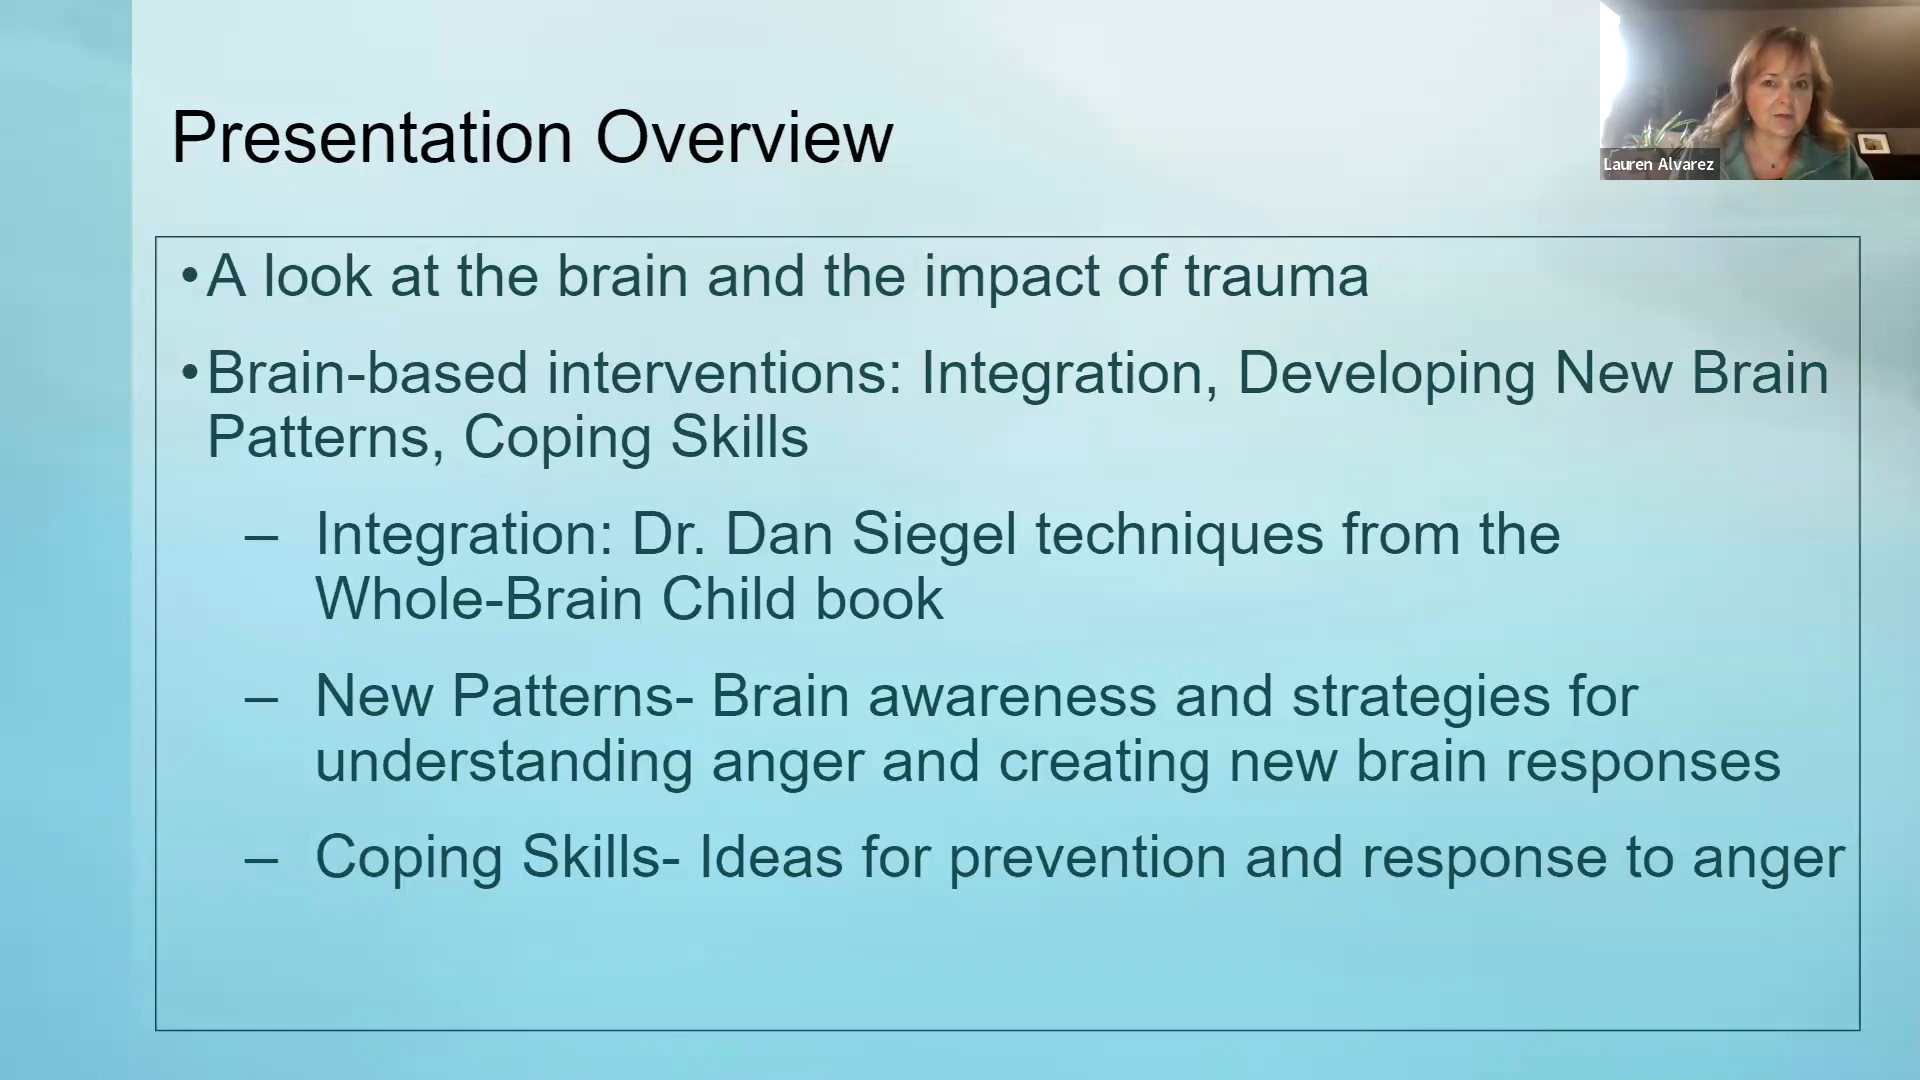 Presentation Overview
Lauren Alvarez
•A look at the brain and the impact of trauma
•Brain-based interventions: Integration, Developing New Brain
Patterns, Coping Skills
– Integration: Dr. Dan Siegel techniques from the
Whole-Brain Child book
– New Patterns- Brain awareness and strategies for
understanding anger and creating new brain responses
– Coping Skills- Ideas for prevention and response to anger